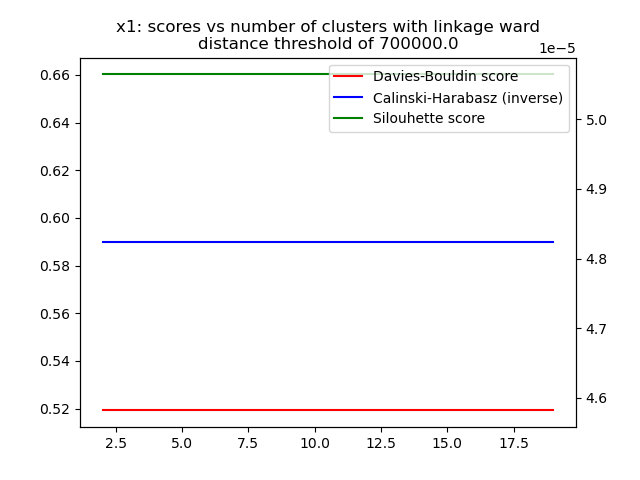 x1: scores vs number of clusters with linkage ward
distance threshold of 700000.0
1e−5
Davies-Bouldin score
Calinski-Harabasz (inverse)
Silouhette score
0.66
0.64
0.62
0.60
0.58
0.56
0.54
0.52
5.0
4.9
4.8
4.7
4.6
2.5 5.0 7.5 10.0 12.5 15.0 17.5